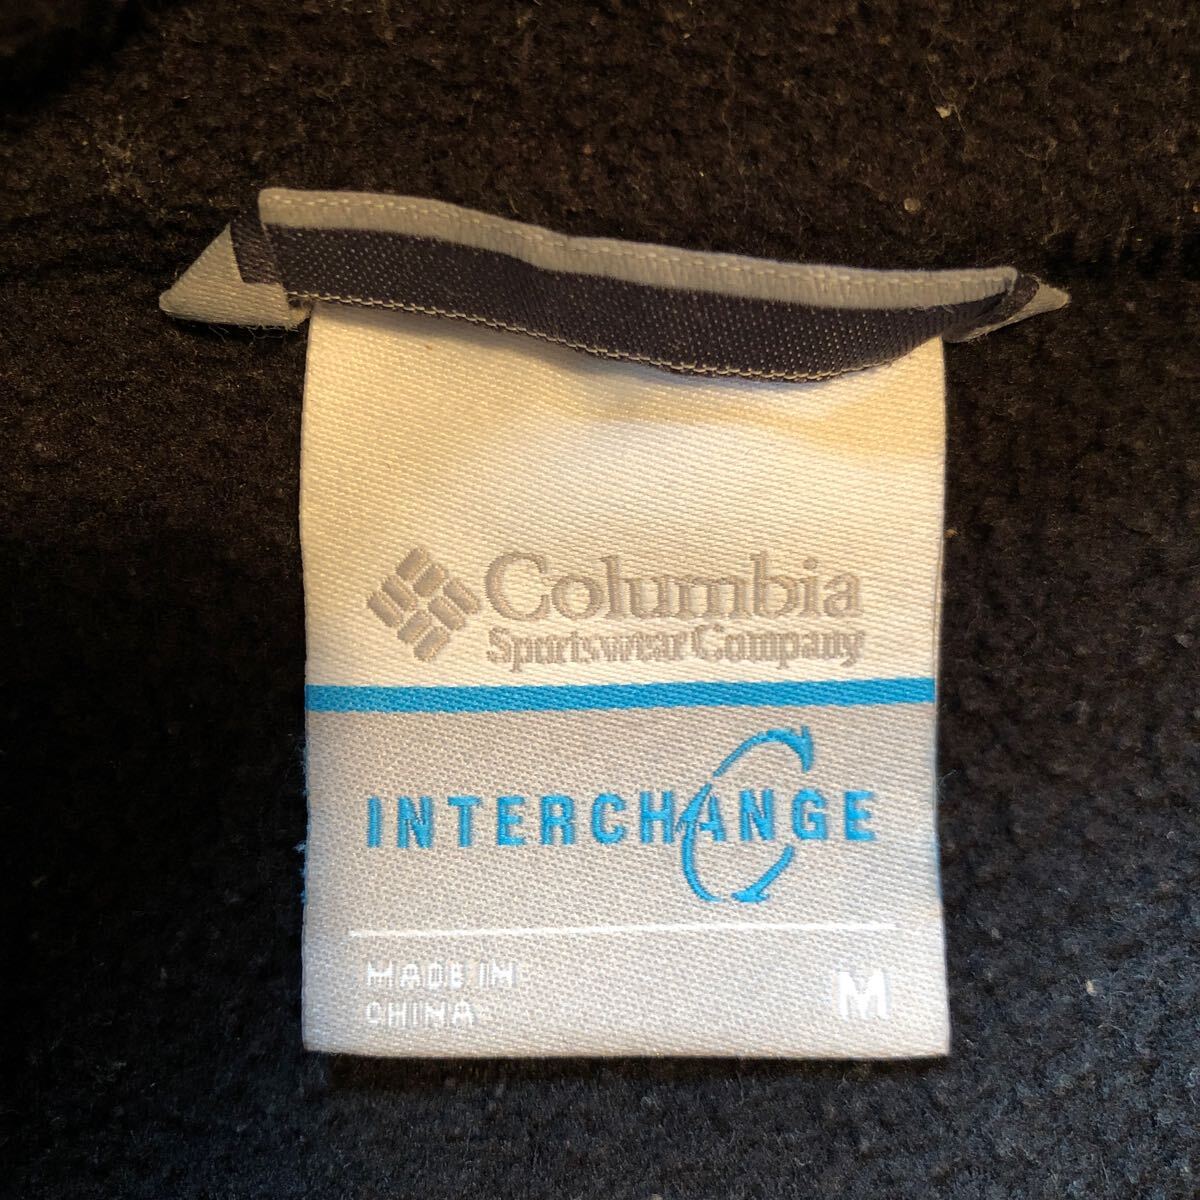 Columbia
Sportswear Company
INTERCHANGE
MADE IN
CHINA
M